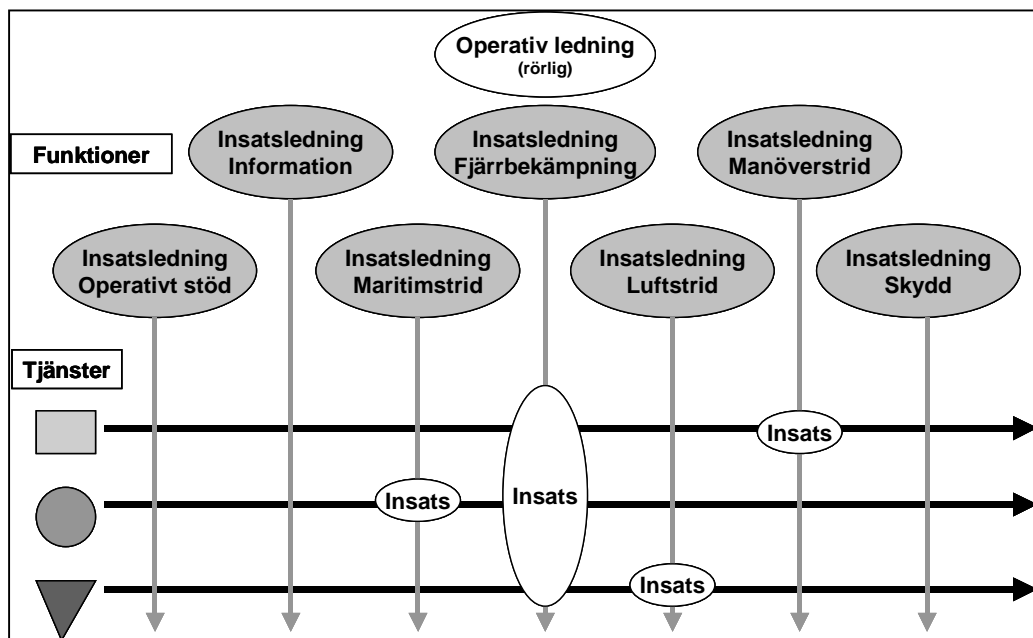 Operativ ledning
(rörlig)
Funktioner
Insatsledning
Information
Insatsledning
Fjärrbekämpning
Insatsledning
Manöverstrid
Insatsledning
Operativt stöd
Insatsledning
Maritimstrid
Insatsledning
Luftstrid
Insatsledning
Skydd
Tjänster
Insats
Insats
Insats
Insats